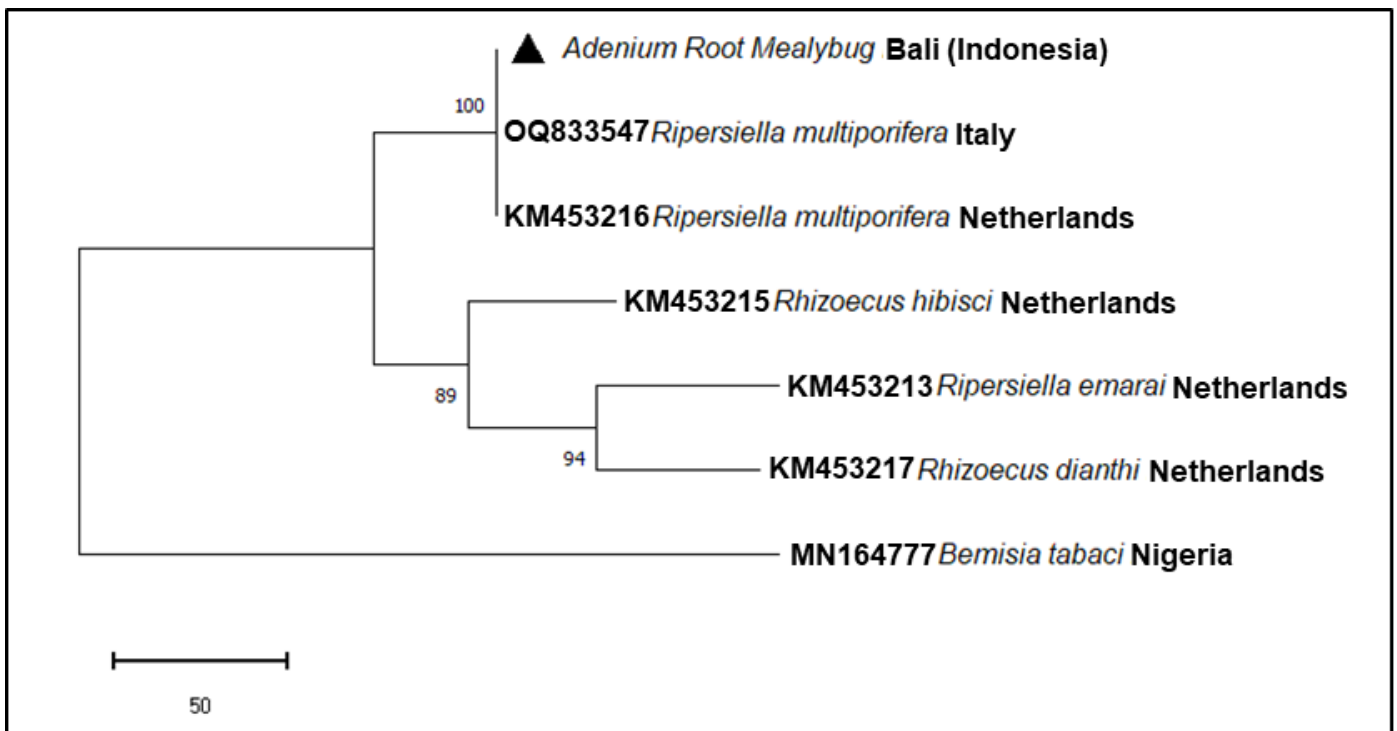 Adenium Root Mealybug Bali (Indonesia)
100
OQ833547 Ripersiella multiporifera Italy
KM453216 Ripersiella multiporifera Netherlands
KM453215 Rhizoecus hibisci Netherlands
89
KM453213 Ripersiella emarai Netherlands
94
KM453217 Rhizoecus dianthi Netherlands
MN164777 Bemisia tabaci Nigeria
50